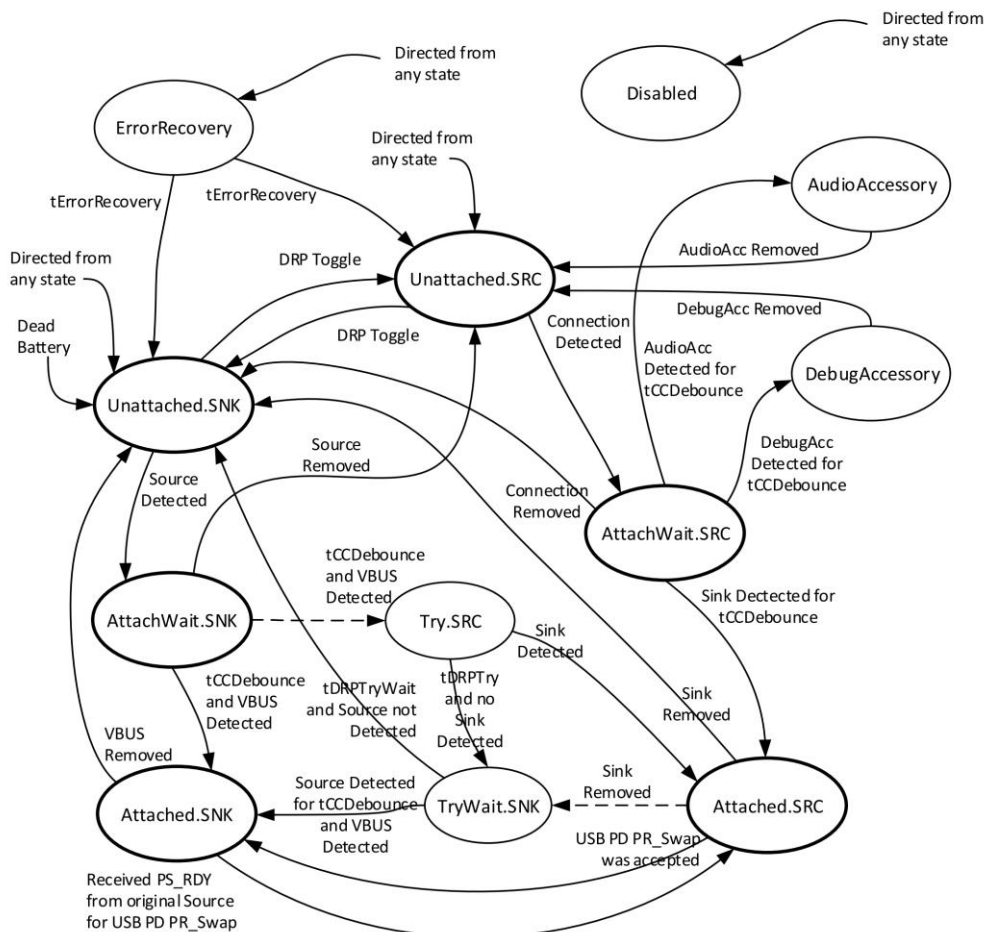 Directed from
any state
Directed from
any state
Disabled
ErrorRecovery
Directed from
any state
AudioAccessory
tErrorRecovery
tErrorRecovery
AudioAcc Removed
Directed from
any state
DRP Toggle
Unattached.SRC
DebugAcc Removed
Dead
Battery
DRP Toggle
Connection
Detected
AudioAcc
Detected for
tCCDebounce
DebugAccessory
Unattached.SNK
Source
Removed
DebugAcc
Detected for
tCCDebounce
Source
Detected
Connection
Removed
AttachWait.SRC
tCCDebounce
and VBUS
Detected
AttachWait.SNK
Try.SRC
Sink
Detected
Sink Dectected for
tCCDebounce
tCCDebounce
and VBUS
Detected
tDRPTryWait
and Source not
Detected
tDRPTry
and no
Sink
Detected
Sink
Removed
VBUS
Removed
Attached.SNK
Source Detected
for tCCDebounce
and VBUS
Detected
TryWait.SNK
Sink
Removed
Attached.SRC
USB PD PR_Swap
was accepted
Received PS_RDY
from original Source
for USB PD PR_Swap